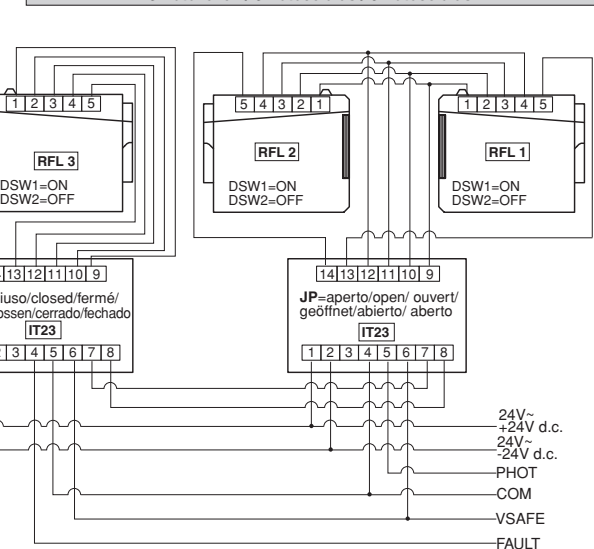 1 2 3 4 5
RFL 3
DSW1=ON
DSW2=OFF
5 4 3 2 1
RFL 2
DSW1=ON
DSW2=OFF
1 2 3 4 5
RFL 1
DSW1=ON
DSW2=OFF
13 12 11 10 9
iuso/closed/fermé/
ossen/cerrado/fechado
IT23
3 4 5 6 7 8
14 13 12 11 10 9
JP=aperto/open/ ouvert/
geöffnet/abierto/ aberto
IT23
1 2 3 4 5 6 7 8
24V~
+24V d.c.
24V~
-24V d.c.
PHOT
COM
VSAFE
FAULT